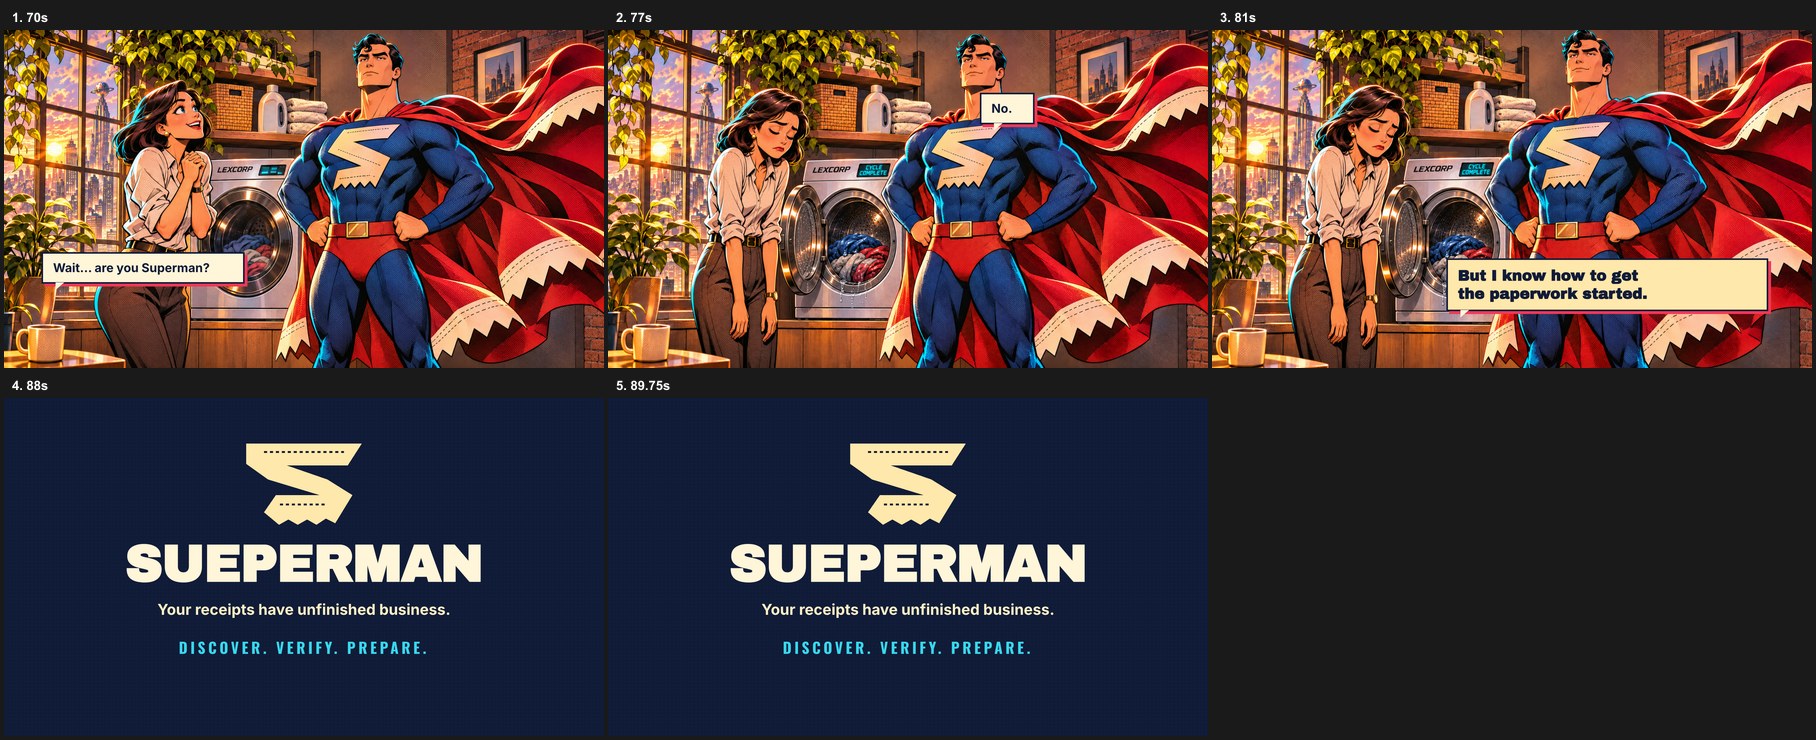 1. 70s
2. 77s
3. 81s
LEXCORP
Wait... are you Superman?
No.
LEXCORP
CYCLE
COMPLETE
LEXCORP
CYCLE
COMPLETE
But I know how to get
the paperwork started.
4. 88s
5. 89.75s
SUEPERMAN
Your receipts have unfinished business.
DISCOVER. VERIFY. PREPARE.
SUEPERMAN
Your receipts have unfinished business.
DISCOVER. VERIFY. PREPARE.